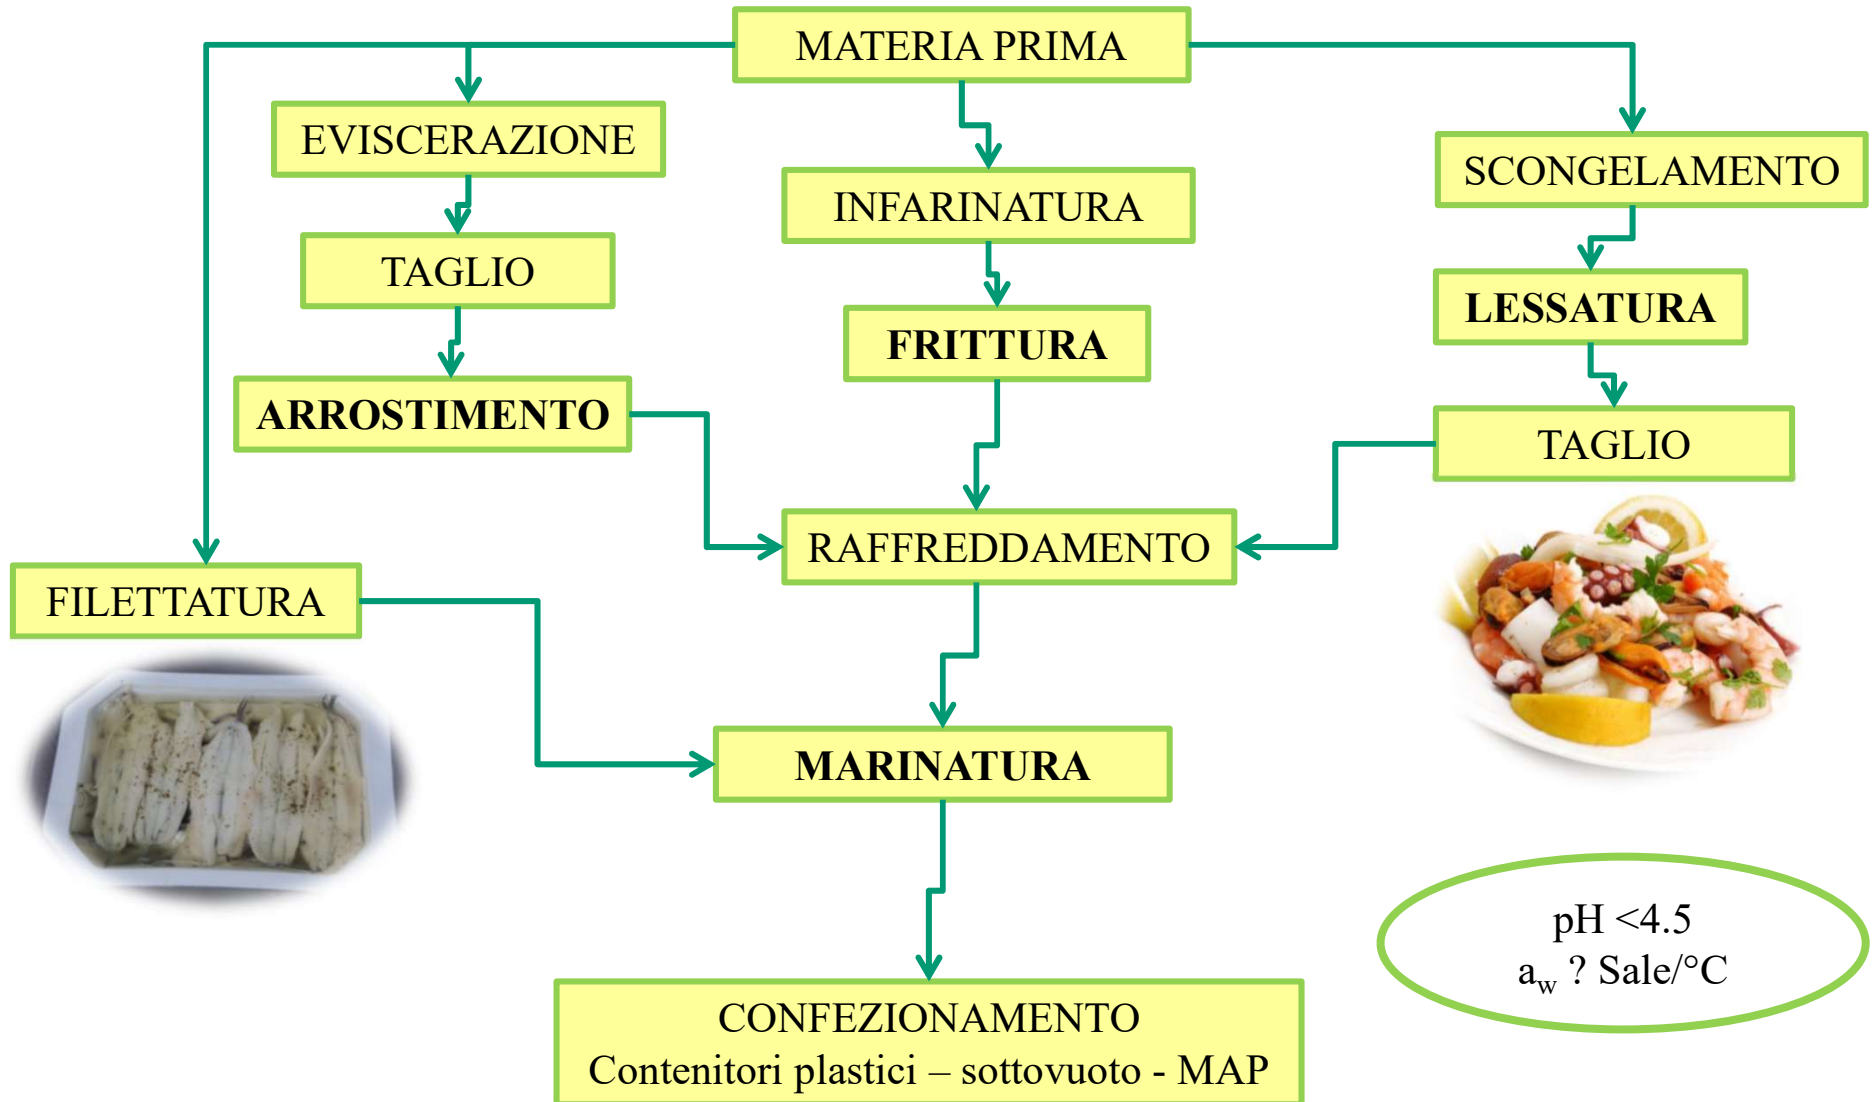 MATERIA PRIMA
EVISCERAZIONE
SCONGELAMENTO
INFARINATURA
TAGLIO
LESSATURA
FRITTURA
ARROSTIMENTO
TAGLIO
RAFFREDDAMENTO
FILETTATURA
MARINATURA
pH <4.5
aw ? Sale/°C
CONFEZIONAMENTO
Contenitori plastici – sottovuoto - MAP